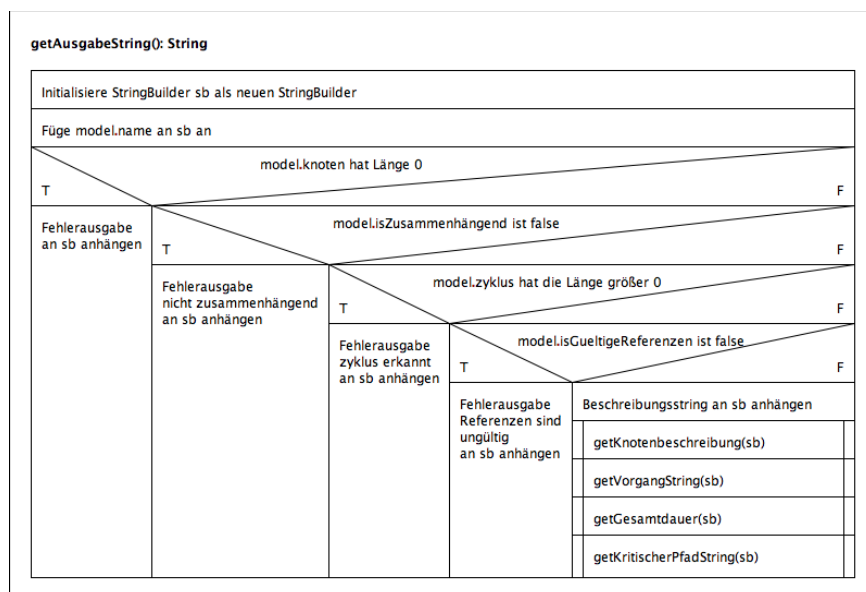 getAusgabeString(): String
Initialisiere StringBuilder sb als neuen StringBuilder
Füge model.name an sb an
model.knoten hat Länge 0
T
F
Fehlerausgabe
an sb anhängen
model.isZusammenhängend ist false
T
F
Fehlerausgabe
nicht zusammenhängend
an sb anhängen
model.zyklus hat die Länge größer 0
T
F
Fehlerausgabe
zyklus erkannt
an sb anhängen
model.isGueltigeReferenzen ist false
T
F
Fehlerausgabe
Referenzen sind
ungültig
an sb anhängen
Beschreibungsstring an sb anhängen
getKnotenbeschreibung(sb)
getVorgangString(sb)
getGesamtdauer(sb)
getKritischerPfadString(sb)